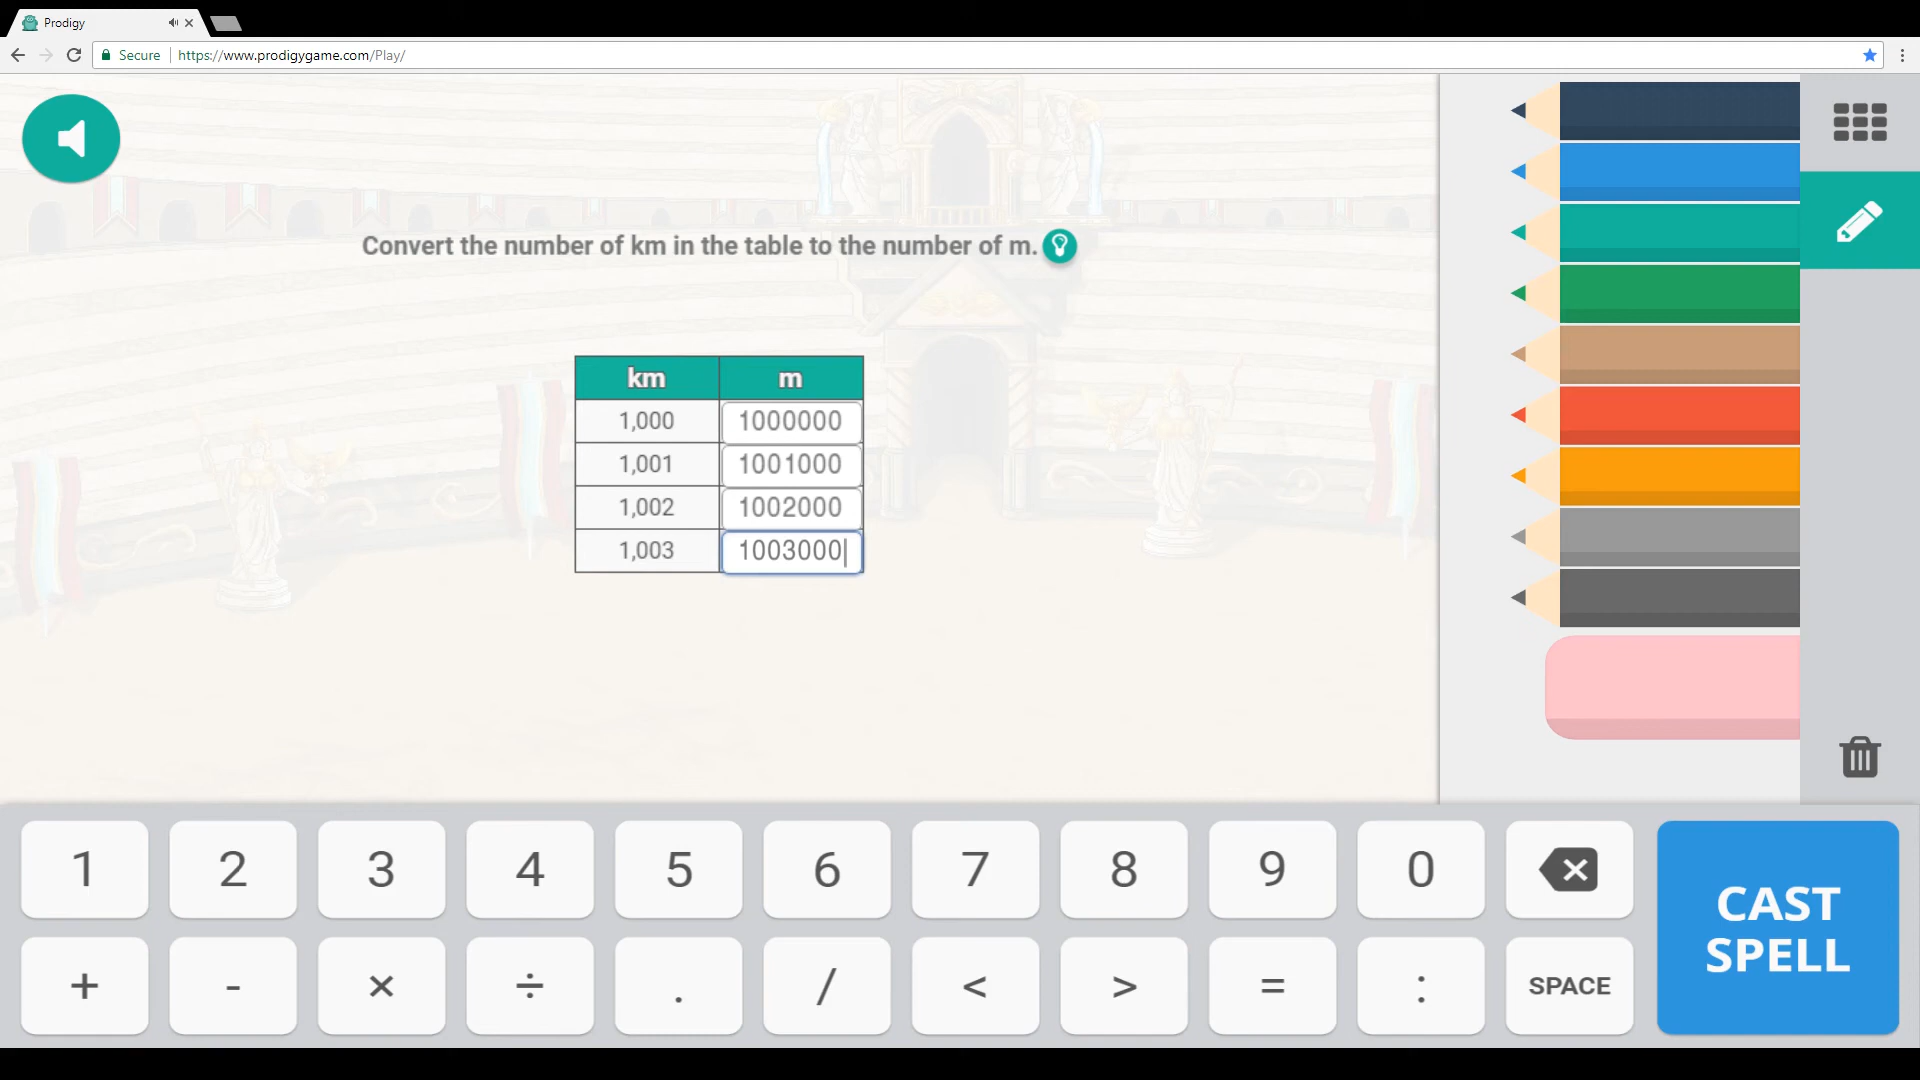 Prodigy
Secure https://www.prodigygame.com/Play/
Convert the number of km in the table to the number of m.
km m
1,000 1000000
1,001 1001000
1,002 1002000
1,003 1003000
1 2 3 4 5 6 7 8 9 0
+ - × ÷ . / < > = : SPACE
CAST
SPELL